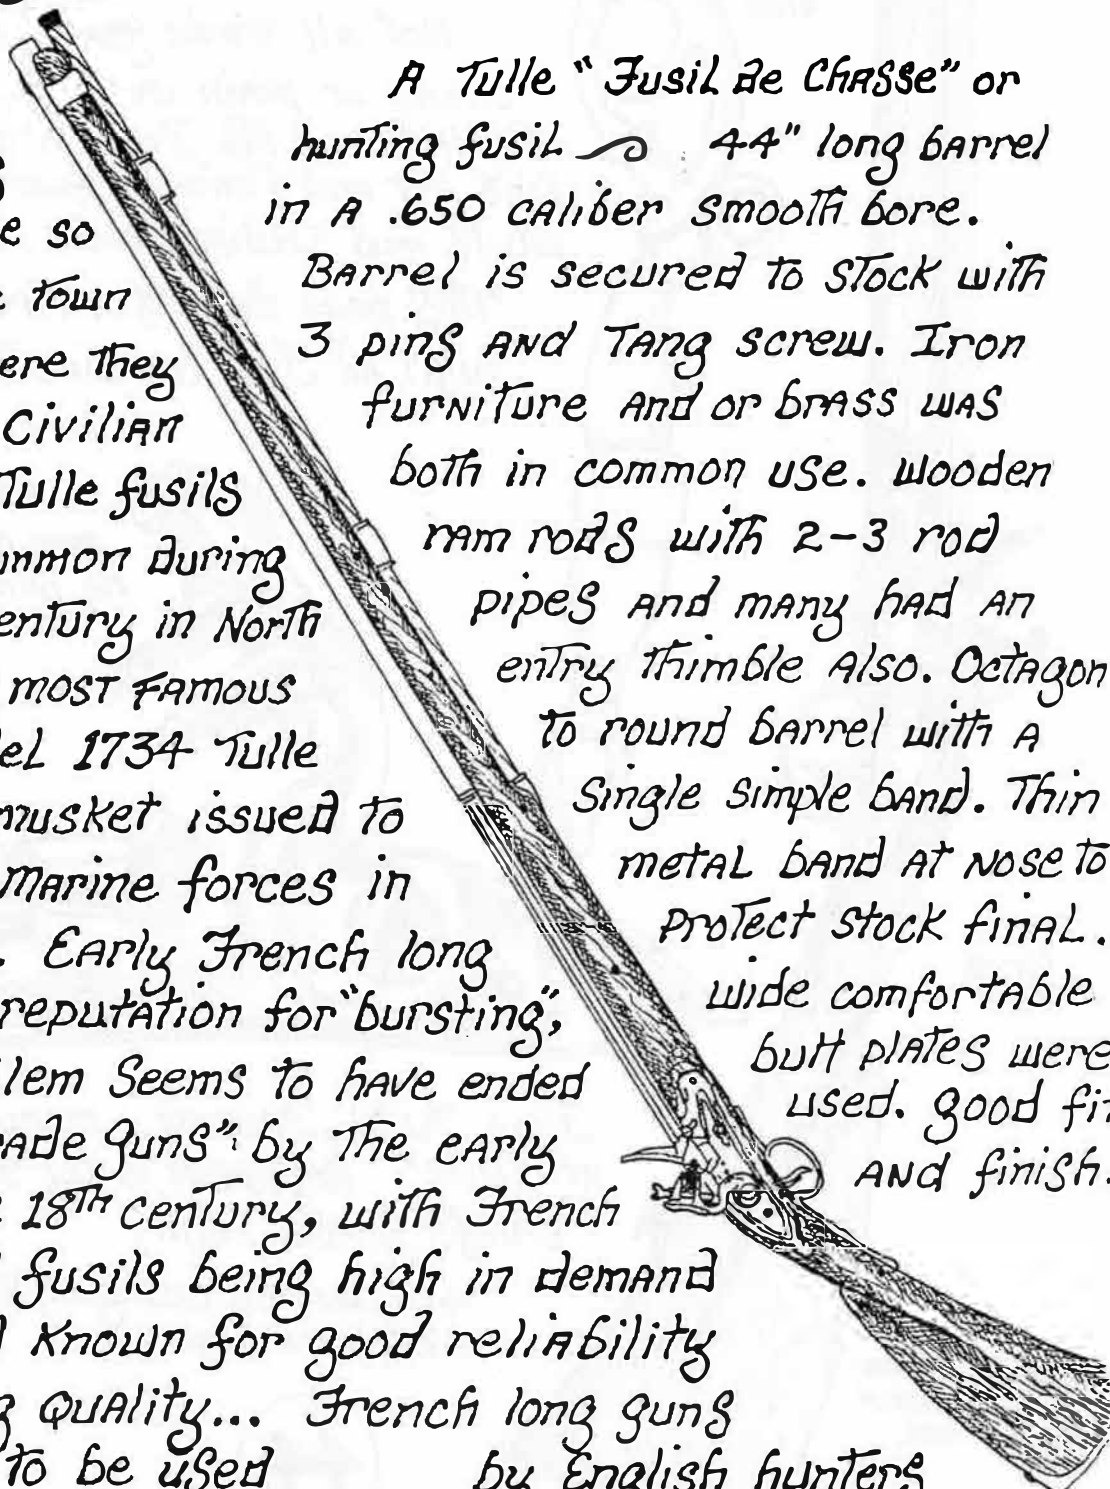 A Tulle "Fusil de Chasse" or
hunting fusil 44" long barrel
in a .650 caliber smooth bore.
Barrel is secured to stock with
3 pins and Tang screw. Iron
furniture and or brass was
both in common use. Wooden
ram rods with 2-3 rod
pipes and many had an
entry thimble also. Octagon
to round barrel with a
single simple band. Thin
metal band at nose to
protect stock final.
wide comfortable
butt plates were
used. good fi
and finish.
e so
town
ere they
Civilian
Tulle fusils
mmon during
entury in North
most famous
el 1734 Tulle
musket issued to
Marine forces in
. Early French long
reputation for "bursting",
lem seems to have ended
ade guns" by the early
18th century, with French
fusils being high in demand
known for good reliability
g quality... French long guns
to be used by English hunters